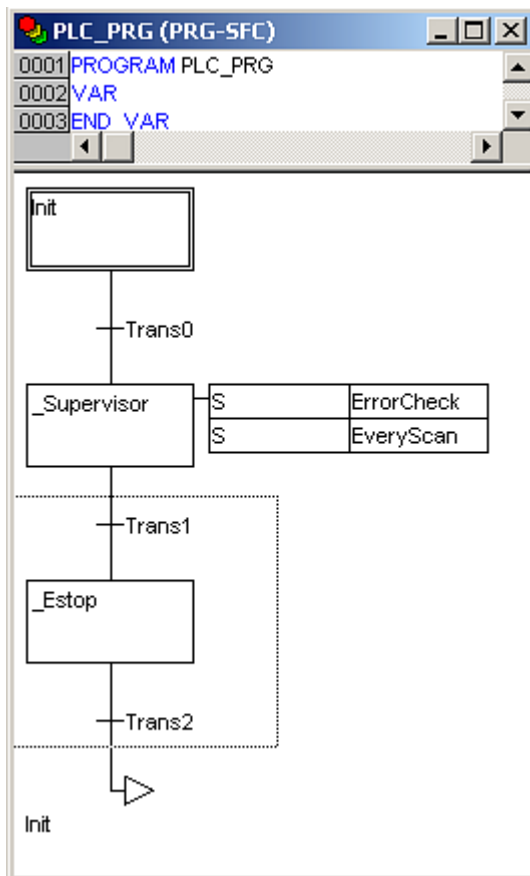 PLC_PRG (PRG-SFC)
0001 PROGRAM PLC_PRG
0002 VAR
0003 END_VAR
Init
Trans0
_Supervisor S ErrorCheck
S EveryScan
Trans1
_Estop
Trans2
Init